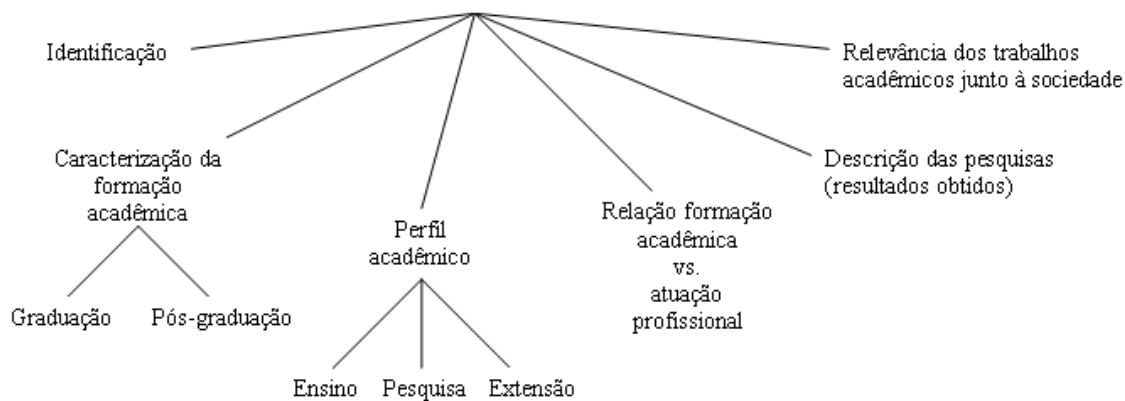 Identificação
Relevância dos trabalhos
acadêmicos junto à sociedade
Caracterização da
formação
acadêmica
Descrição das pesquisas
(resultados obtidos)
Perfil
acadêmico
Relação formação
acadêmica
vs.
atuação
profissional
Graduação
Pós-graduação
Ensino
Pesquisa
Extensão